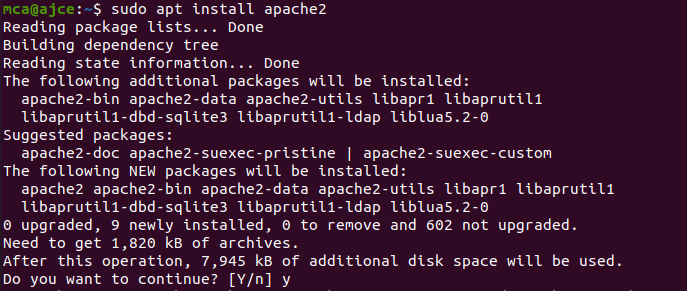 mca@ajce:~$ sudo apt install apache2
Reading package lists... Done
Building dependency tree
Reading state information... Done
The following additional packages will be installed:
  apache2-bin apache2-data apache2-utils libapr1 libaprutil1
  libaprutil1-dbd-sqlite3 libaprutil1-ldap liblua5.2-0
Suggested packages:
  apache2-doc apache2-suexec-pristine | apache2-suexec-custom
The following NEW packages will be installed:
  apache2 apache2-bin apache2-data apache2-utils libapr1 libaprutil1
  libaprutil1-dbd-sqlite3 libaprutil1-ldap liblua5.2-0
0 upgraded, 9 newly installed, 0 to remove and 602 not upgraded.
Need to get 1,820 kB of archives.
After this operation, 7,945 kB of additional disk space will be used.
Do you want to continue? [Y/n] y